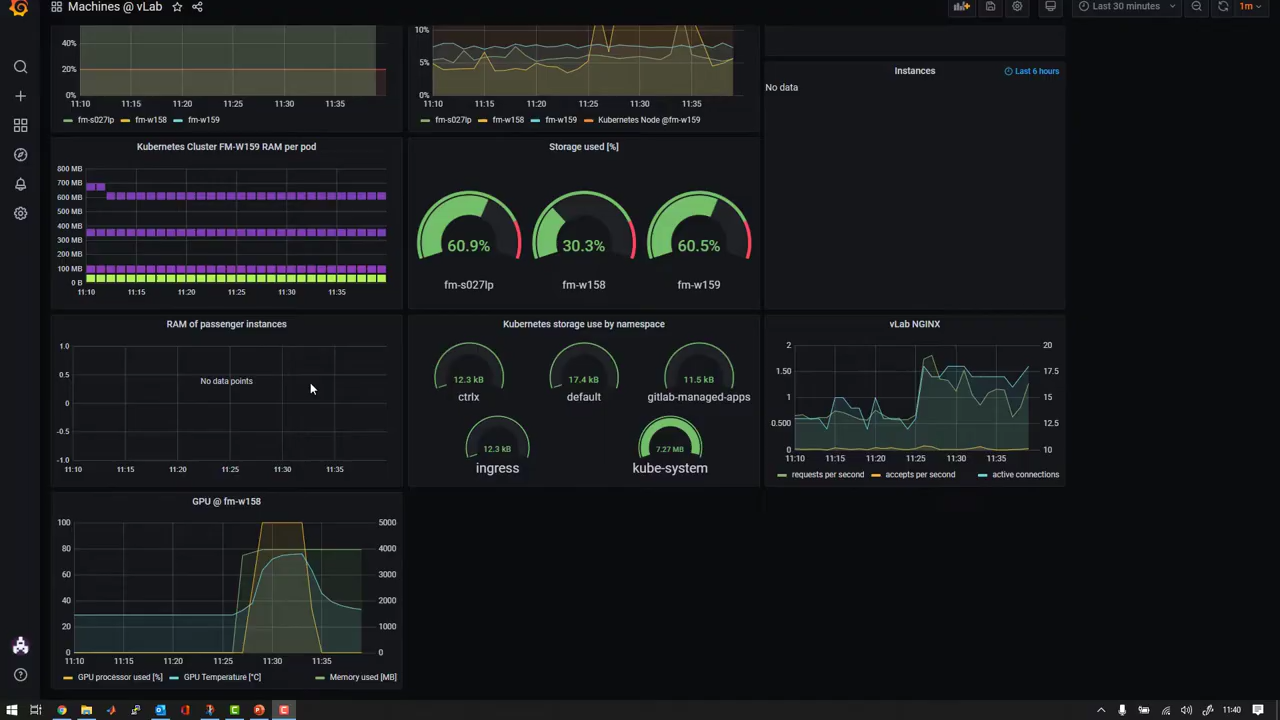 Machines @ vLab
Last 30 minutes
1m
40%
20%
0%
11:10 11:15 11:20 11:25 11:30 11:35
fm-s027lp fm-w158 fm-w159
10%
5%
0%
11:10 11:15 11:20 11:25 11:30 11:35
fm-s027lp fm-w158 fm-w159 Kubernetes Node @fm-w159
Instances
Last 6 hours
No data
Kubernetes Cluster FM-W159 RAM per pod
800 MB
700 MB
600 MB
500 MB
400 MB
300 MB
200 MB
100 MB
0 B
11:10 11:15 11:20 11:25 11:30 11:35
Storage used [%]
60.9% 30.3% 60.5%
fm-s027lp fm-w158 fm-w159
RAM of passenger instances
1.0
0.5
0
-0.5
-1.0
No data points
11:10 11:15 11:20 11:25 11:30 11:35
Kubernetes storage use by namespace
12.3 kB 17.4 kB 11.5 kB
ctrlx default gitlab-managed-apps
12.3 kB 7.27 MB
ingress kube-system
vLab NGINX
2 20
1.50 17.5
1 15
0.500 12.5
0 10
11:10 11:15 11:20 11:25 11:30 11:35
requests per second accepts per second active connections
GPU @ fm-w158
100 5000
80 4000
60 3000
40 2000
20 1000
0 0
11:10 11:15 11:20 11:25 11:30 11:35
GPU processor used [%] GPU Temperature [°C] Memory used [MB]
11:40